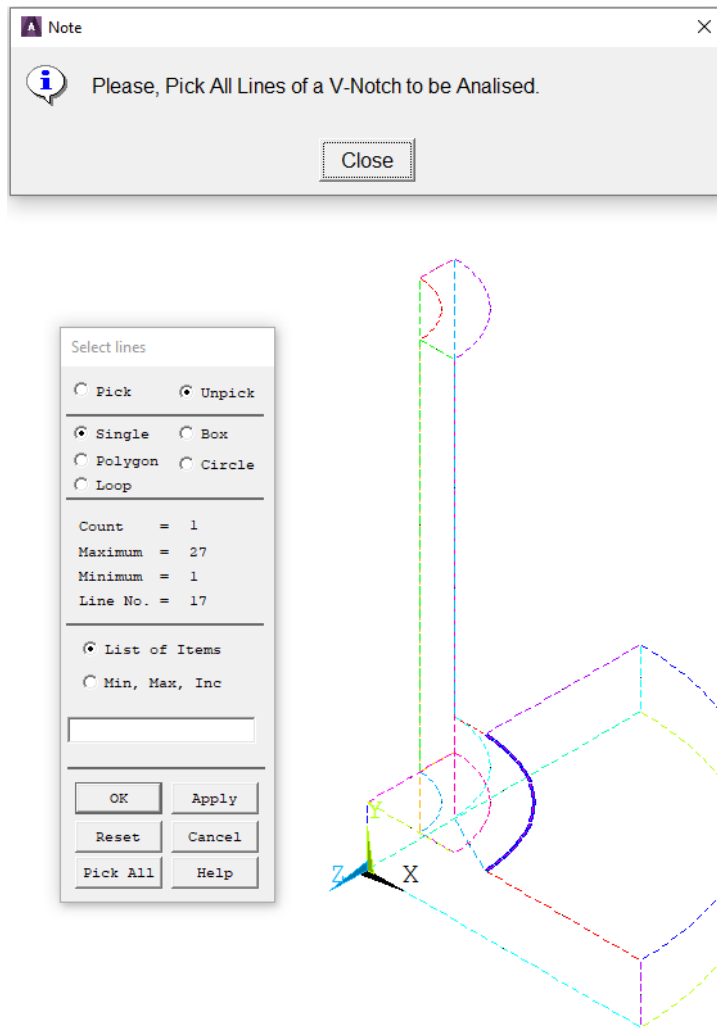 Note
Please, Pick All Lines of a V-Notch to be Analised.
Close
Select lines
Pick Unpick
Single Box
Polygon Circle
Loop
Count = 1
Maximum = 27
Minimum = 1
Line No. = 17
List of Items
Min, Max, Inc
OK Apply
Reset Cancel
Pick All Help
Y
Z X